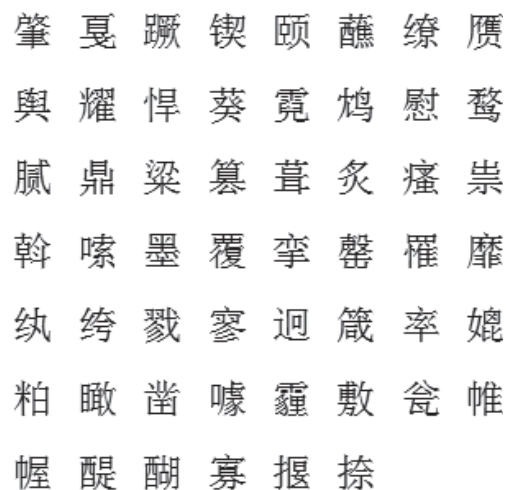 肇 戛 蹶 锲 颐 蘸 缭 赝
舆 耀 悍 葵 霓 鸩 慰 鹜
腻 鼎 粱 篡 葺 炙 瘙 祟
斡 嗦 墨 覆 挛 罄 罹 靡
纨 绔 戮 寥 迥 箴 率 媲
粕 瞰 凿 噱 霾 敷 瓮 帷
幄 醍 醐 寡 揠 捺